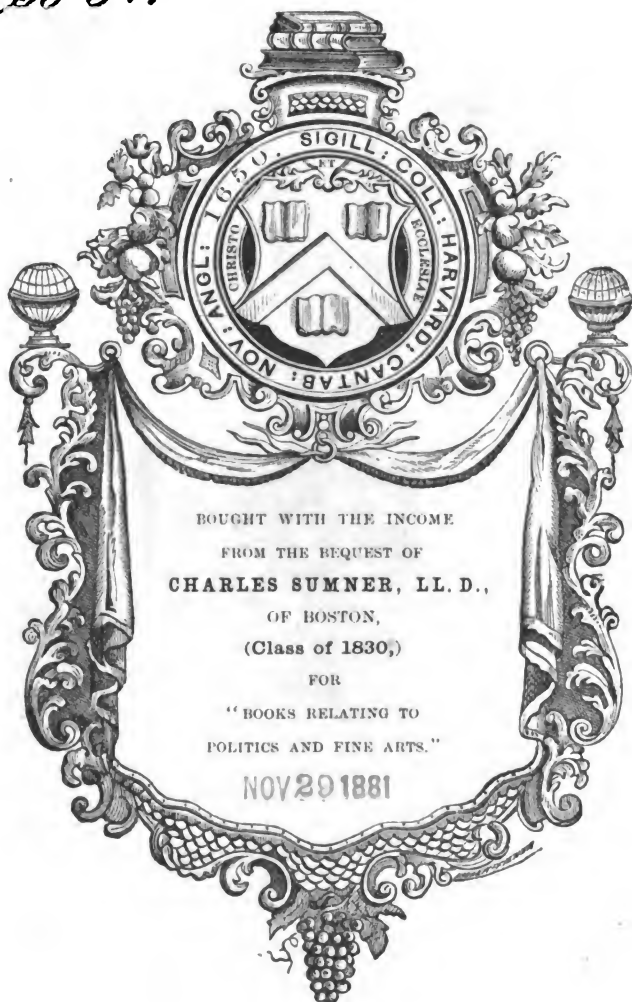 SIGILL: COLL: HARVARD: CANTAB: NOV: ANGL: 1650.
CHRISTO
ET
ECCLESIAE
S
BOUGHT WITH THE INCOME
FROM THE BEQUEST OF
CHARLES SUMNER, LL. D.,
OF BOSTON,
(Class of 1830,)
FOR
"BOOKS RELATING TO
POLITICS AND FINE ARTS."
NOV 29 1881